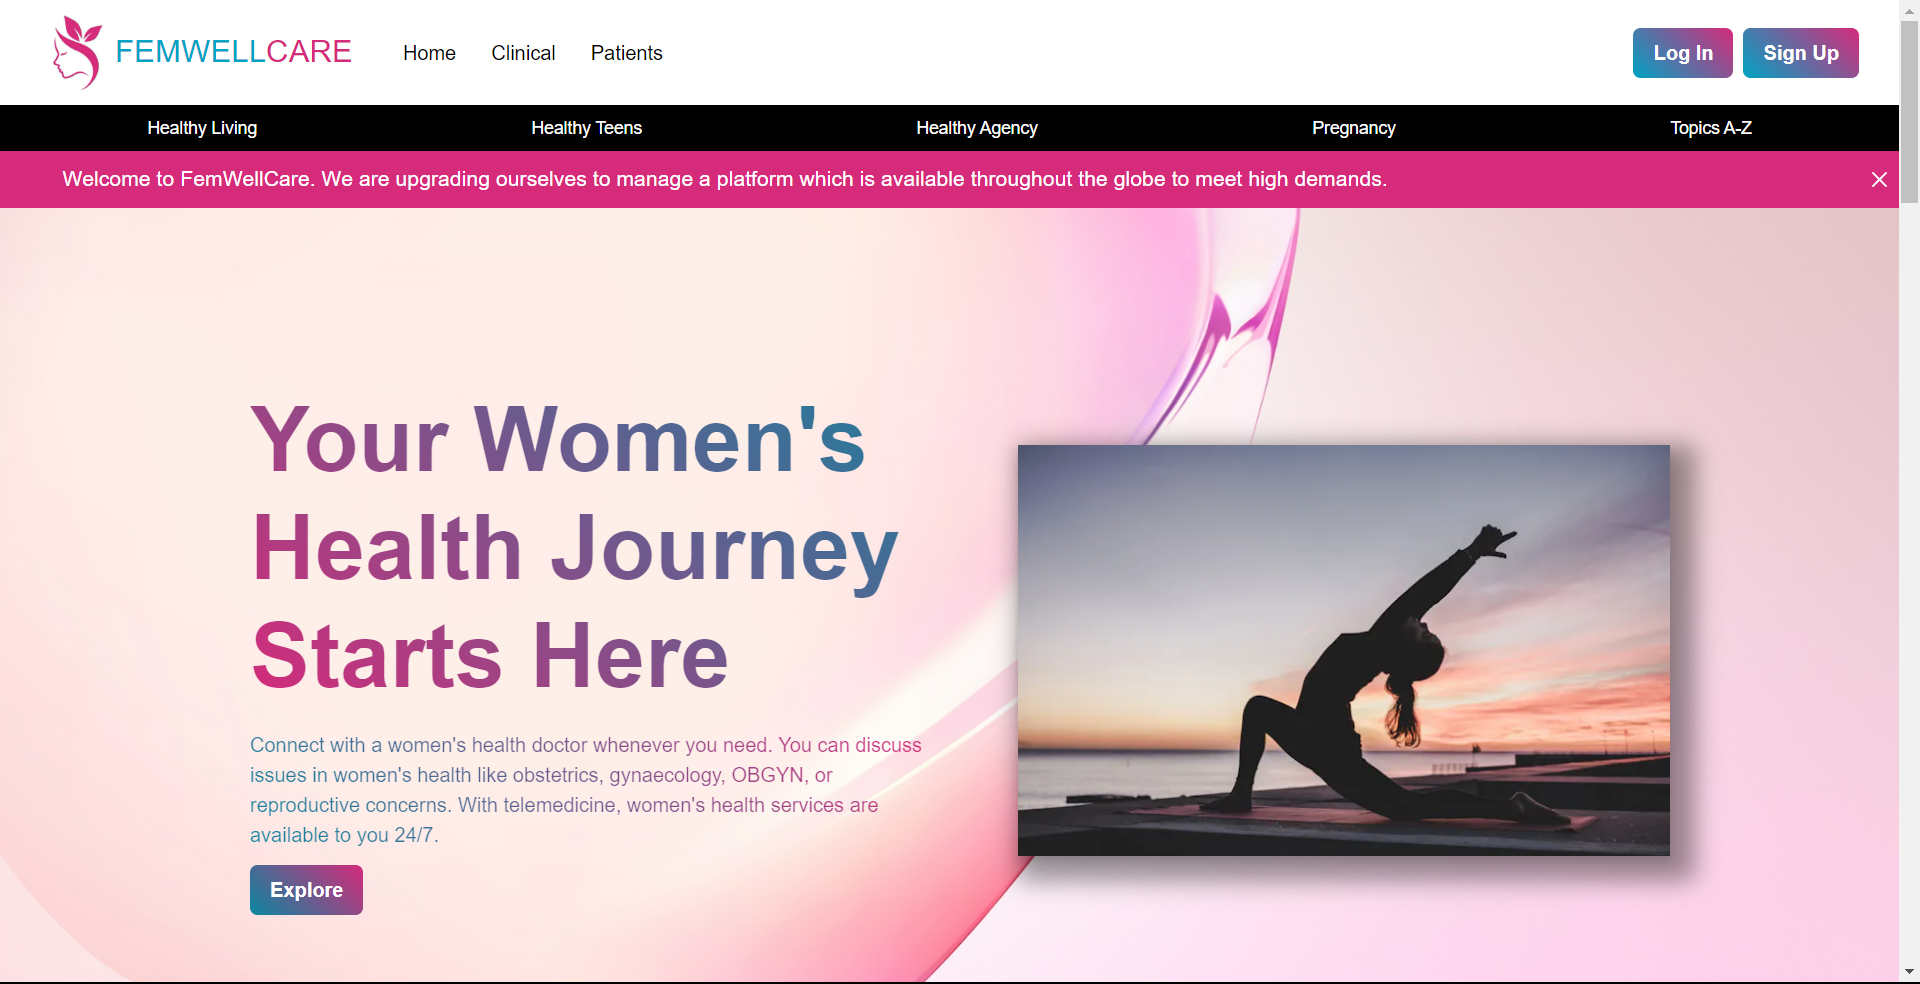 FEMWELLCARE
Home Clinical Patients
Log In Sign Up
Healthy Living Healthy Teens Healthy Agency Pregnancy Topics A-Z
Welcome to FemWellCare. We are upgrading ourselves to manage a platform which is available throughout the globe to meet high demands.
Your Women's
Health Journey
Starts Here
Connect with a women's health doctor whenever you need. You can discuss
issues in women's health like obstetrics, gynaecology, OBGYN, or
reproductive concerns. With telemedicine, women's health services are
available to you 24/7.
Explore